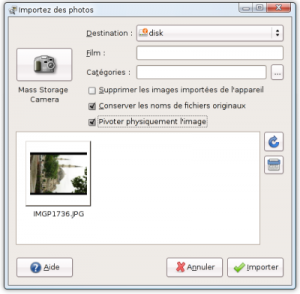 Importez des photos
Destination :
disk
Film :
Catégories :
...
Mass Storage Camera
Supprimer les images importées de l'appareil
Conserver les noms de fichiers originaux
Pivoter physiquement l'image
IMGP1736.JPG
Aide
Annuler
Importer